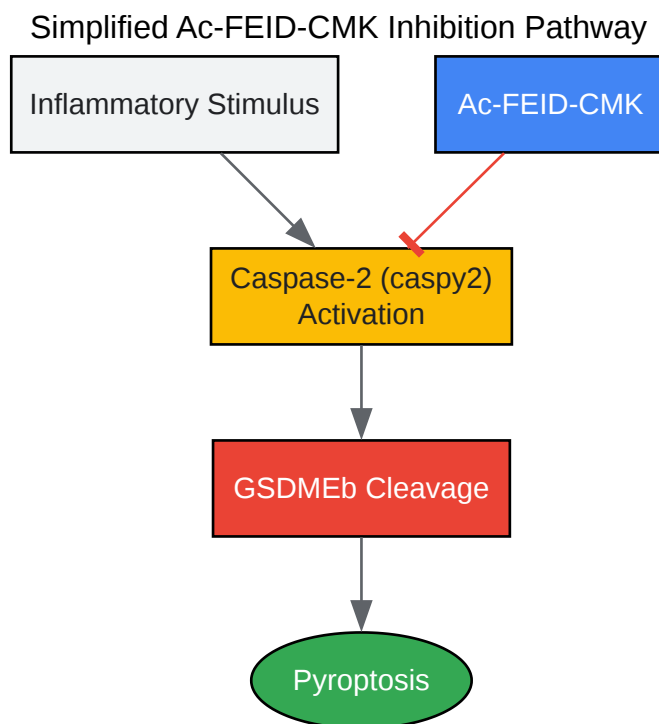 Simplified Ac-FEID-CMK Inhibition Pathway
Inflammatory Stimulus
Ac-FEID-CMK
Caspase-2 (caspy2)
Activation
GSDMEb Cleavage
Pyroptosis